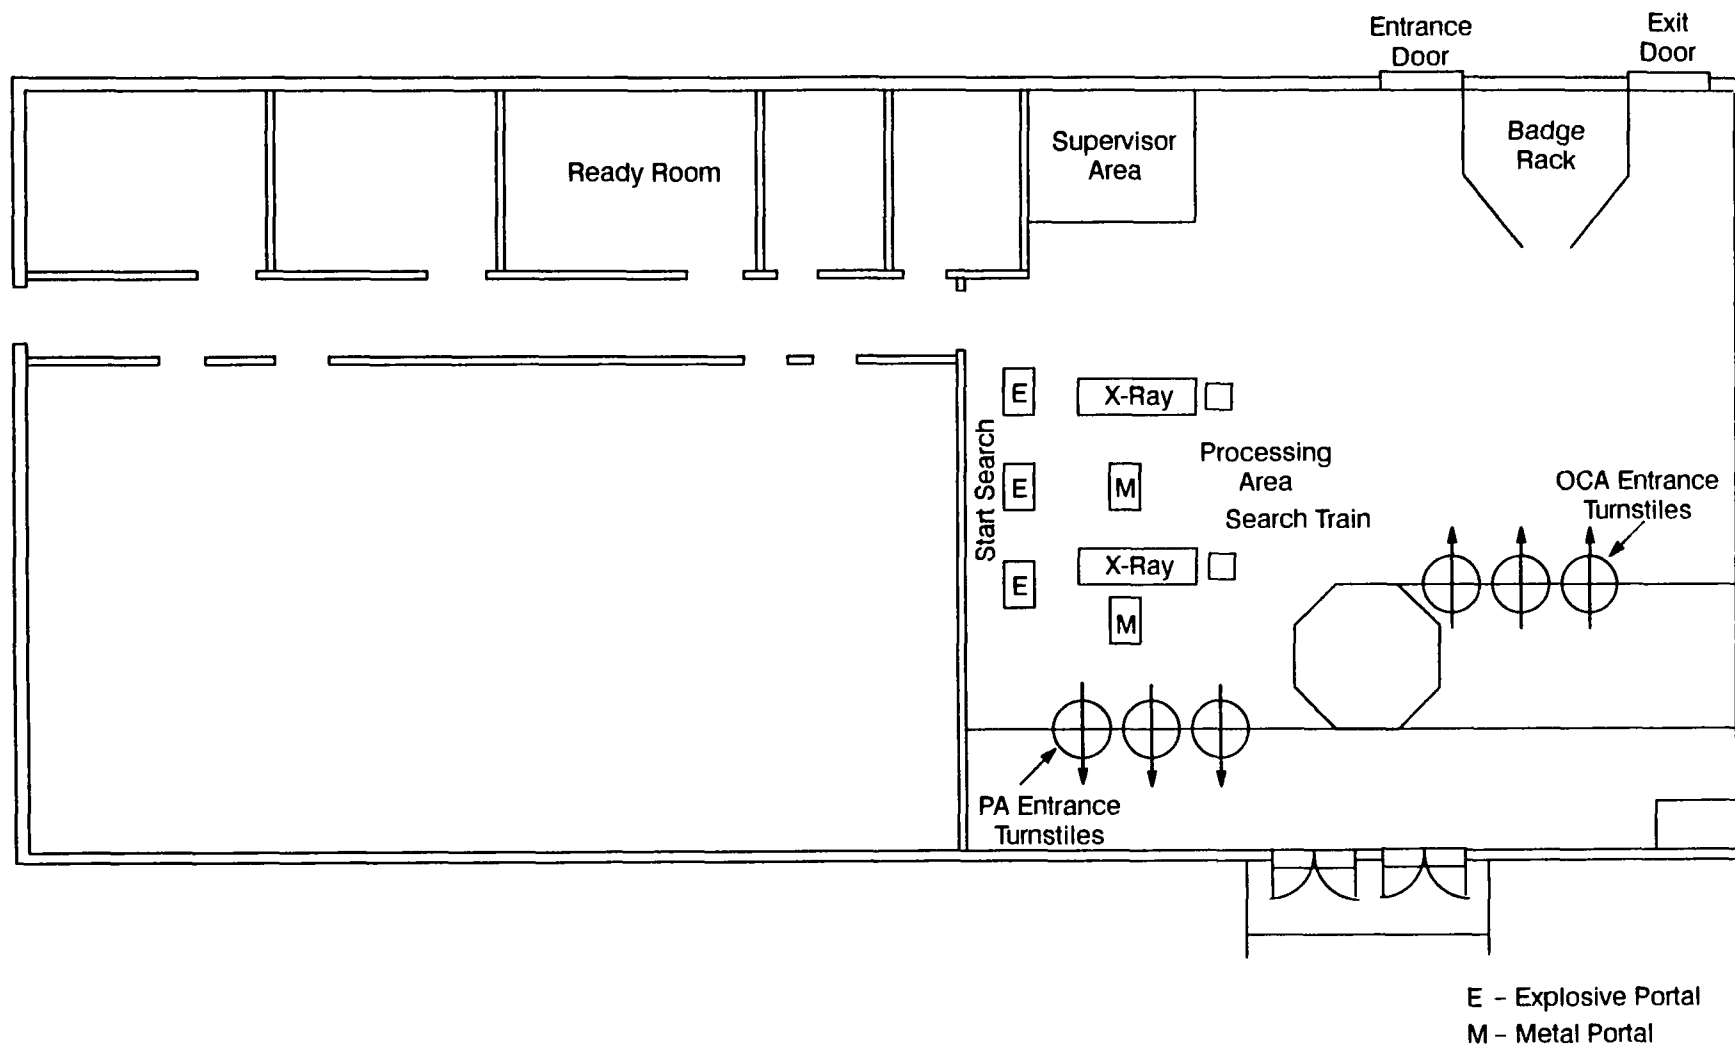 Entrance
Door
Exit
Door
Ready Room
Supervisor
Area
Badge
Rack
Start Search
E
X-Ray
E
M
Processing
Area
Search Train
OCA Entrance
Turnstiles
E
X-Ray
M
PA Entrance
Turnstiles
E – Explosive Portal
M – Metal Portal